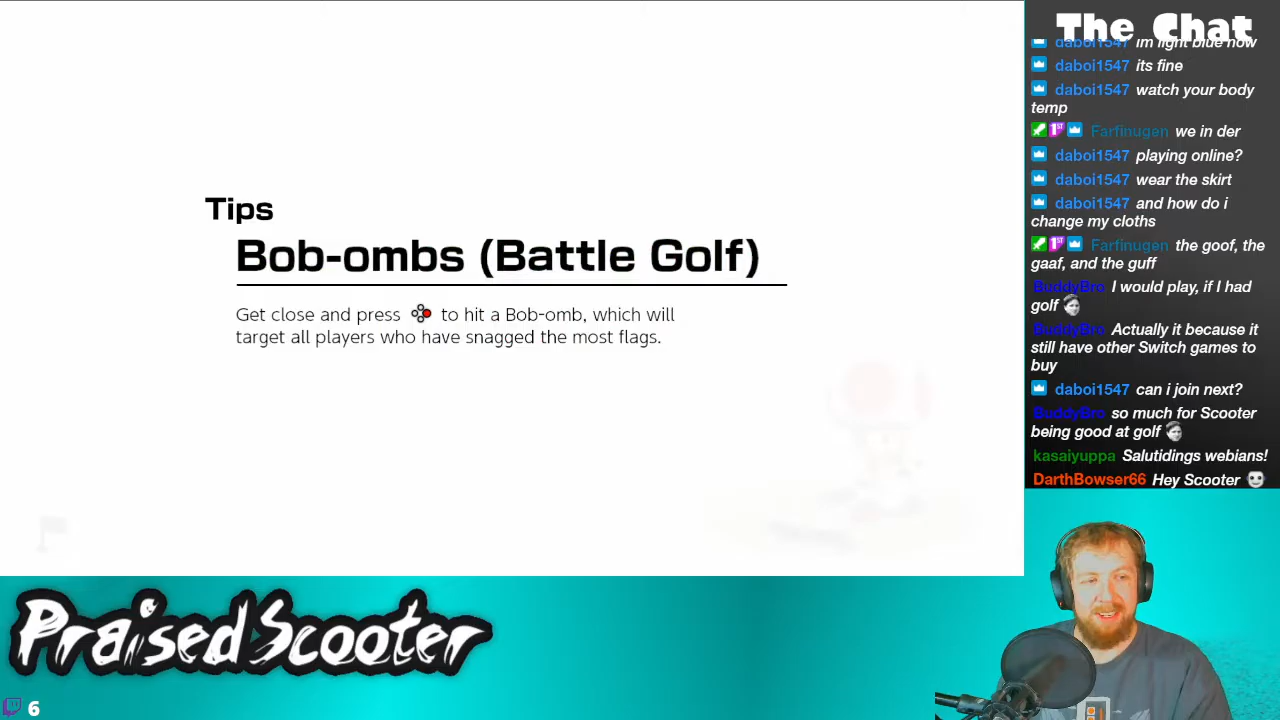 Tips
Bob-ombs (Battle Golf)
Get close and press to hit a Bob-omb, which will
target all players who have snagged the most flags.
The Chat
daboi1547 im light blue now
daboi1547 its fine
daboi1547 watch your body
temp
1ST Farfinugen we in der
daboi1547 playing online?
daboi1547 wear the skirt
daboi1547 and how do i
change my cloths
1ST Farfinugen the goof, the
gaaf, and the guff
BuddyBro I would play, if I had
golf
BuddyBro Actually it because it
still have other Switch games to
buy
daboi1547 can i join next?
BuddyBro so much for Scooter
being good at golf
kasaiyuppa Salutidings webians!
DarthBowser66 Hey Scooter
PraisedScooter
6